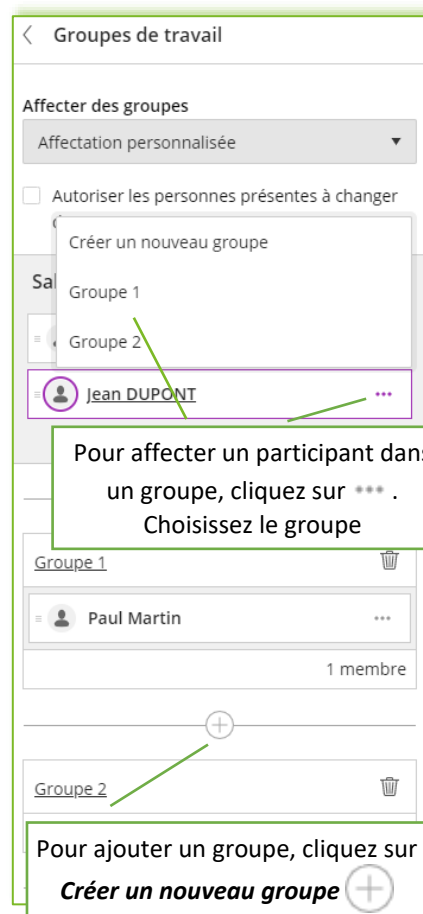 Groupes de travail
Affecter des groupes
Affectation personnalisée
Autoriser les personnes présentes à changer
Créer un nouveau groupe
Groupe 1
Groupe 2
Jean DUPONT
Pour affecter un participant dans
un groupe, cliquez sur ••• .
Choisissez le groupe
Groupe 1
Paul Martin
1 membre
Groupe 2
Pour ajouter un groupe, cliquez sur
Créer un nouveau groupe